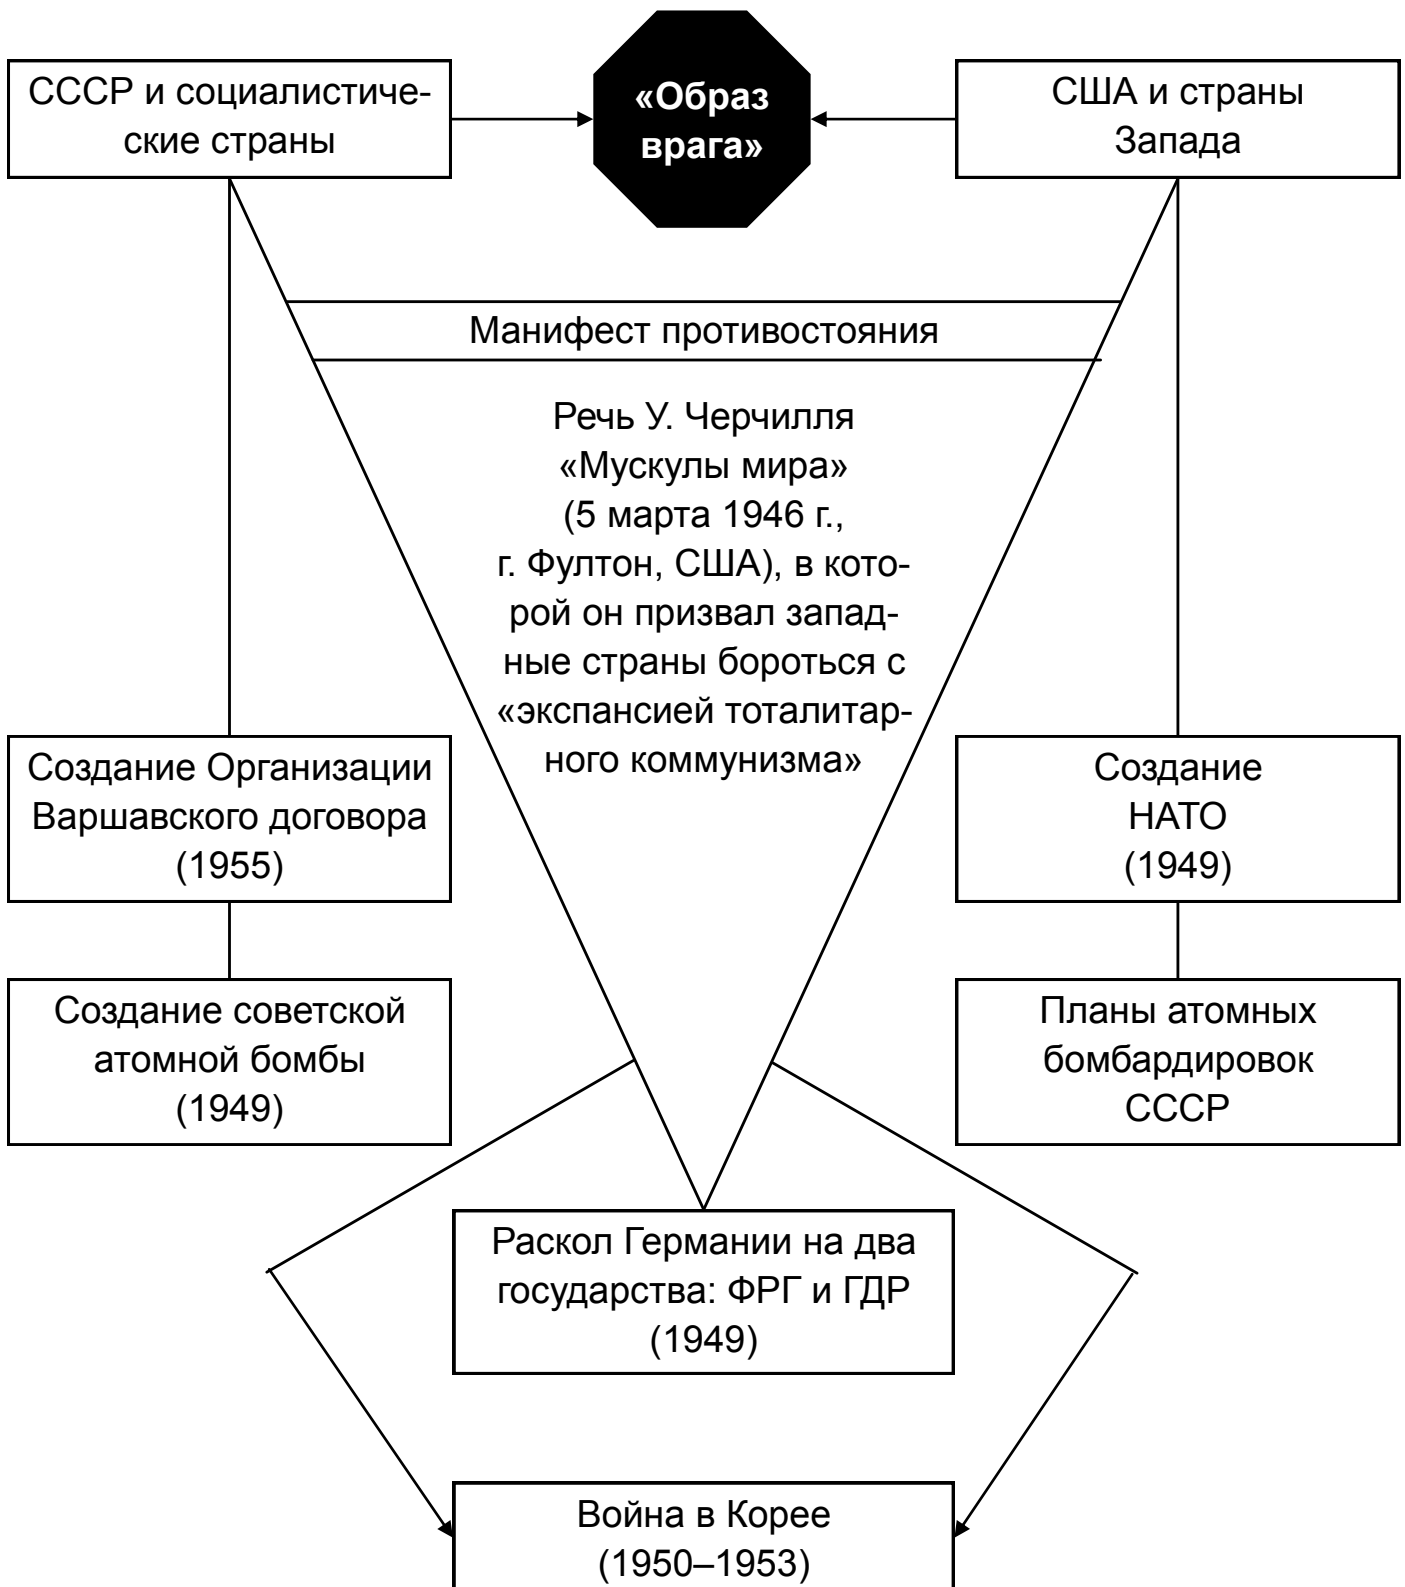 СССР и социалистиче-
ские страны
«Образ
врага»
США и страны
Запада
Манифест противостояния
Речь У. Черчилля
«Мускулы мира»
(5 марта 1946 г.,
г. Фултон, США), в кото-
рой он призвал запад-
ные страны бороться с
«экспансией тоталитар-
ного коммунизма»
Создание Организации
Варшавского договора
(1955)
Создание
НАТО
(1949)
Создание советской
атомной бомбы
(1949)
Планы атомных
бомбардировок
СССР
Раскол Германии на два
государства: ФРГ и ГДР
(1949)
Война в Корее
(1950–1953)